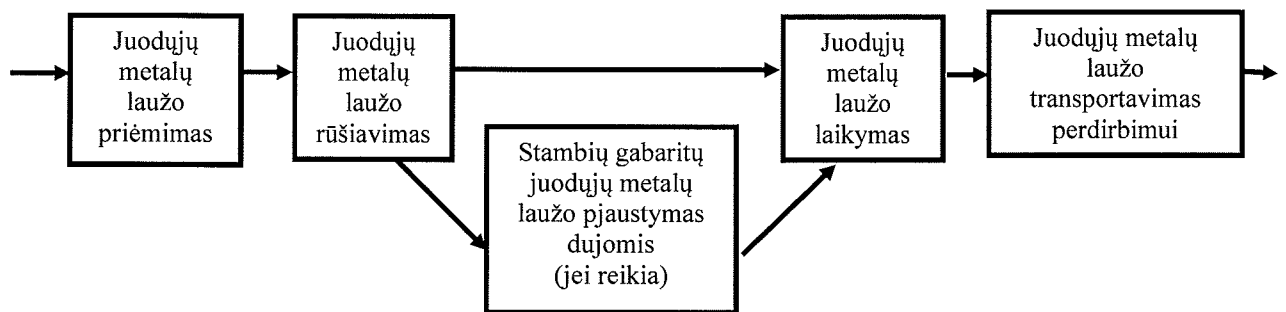 Juodųjų
metalų
laužo
priėmimas
Juodųjų
metalų
laužo
rūšiavimas
Stambių gabaritų
juodųjų metalų
laužo pjaustymas
dujomis
(jei reikia)
Juodųjų
metalų
laužo
laikymas
Juodųjų metalų
laužo
transportavimas
perdirbimui